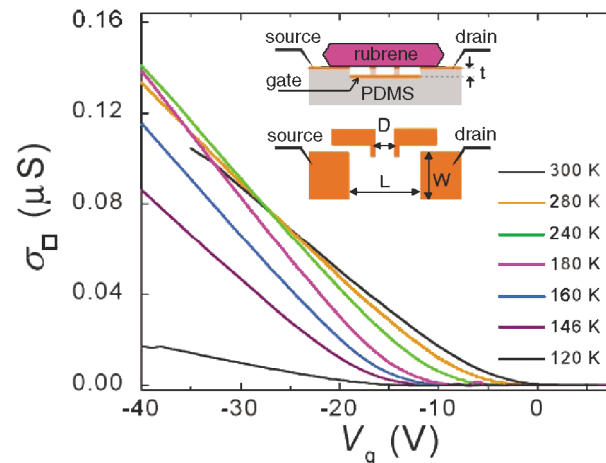 0.16
0.12
0.08
0.04
0.00
σ□ (μS)
-40 -30 -20 -10 0
Vg (V)
source drain
rubrene
t
gate
PDMS
source D drain
L W
300 K
280 K
240 K
180 K
160 K
146 K
120 K